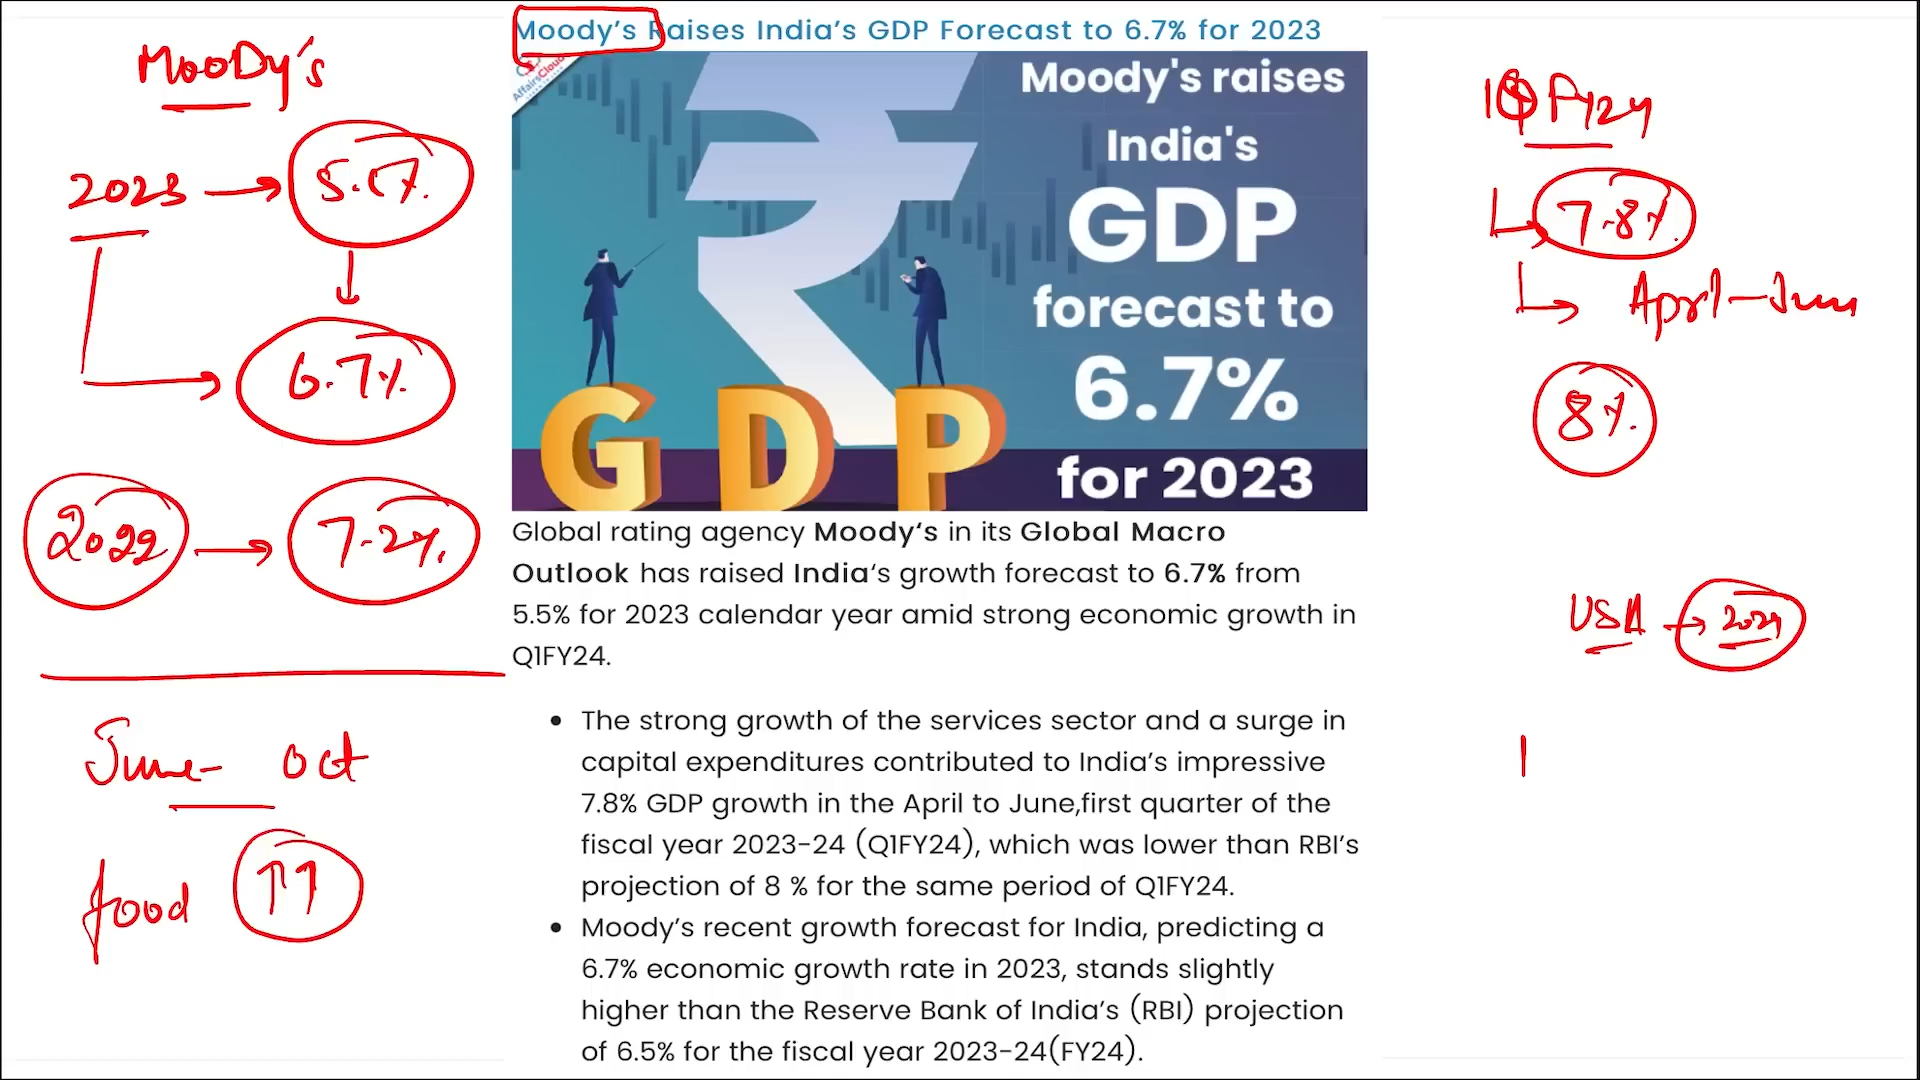 Moody's Raises India's GDP Forecast to 6.7% for 2023
AffairsCloud
Moody's raises
India's
GDP
forecast to
6.7%
for 2023
G D P
Global rating agency Moody‘s in its Global Macro
Outlook has raised India‘s growth forecast to 6.7% from
5.5% for 2023 calendar year amid strong economic growth in
Q1FY24.
• The strong growth of the services sector and a surge in
capital expenditures contributed to India’s impressive
7.8% GDP growth in the April to June,first quarter of the
fiscal year 2023-24 (Q1FY24), which was lower than RBI’s
projection of 8 % for the same period of Q1FY24.
• Moody’s recent growth forecast for India, predicting a
6.7% economic growth rate in 2023, stands slightly
higher than the Reserve Bank of India’s (RBI) projection
of 6.5% for the fiscal year 2023-24(FY24).
MooDy's
2023 → 5.5%
↓
6.7%
2022 → 7.2%
June- oct
food ↑↑
1Q FY24
7.8%
April-June
8%
USA → 2024